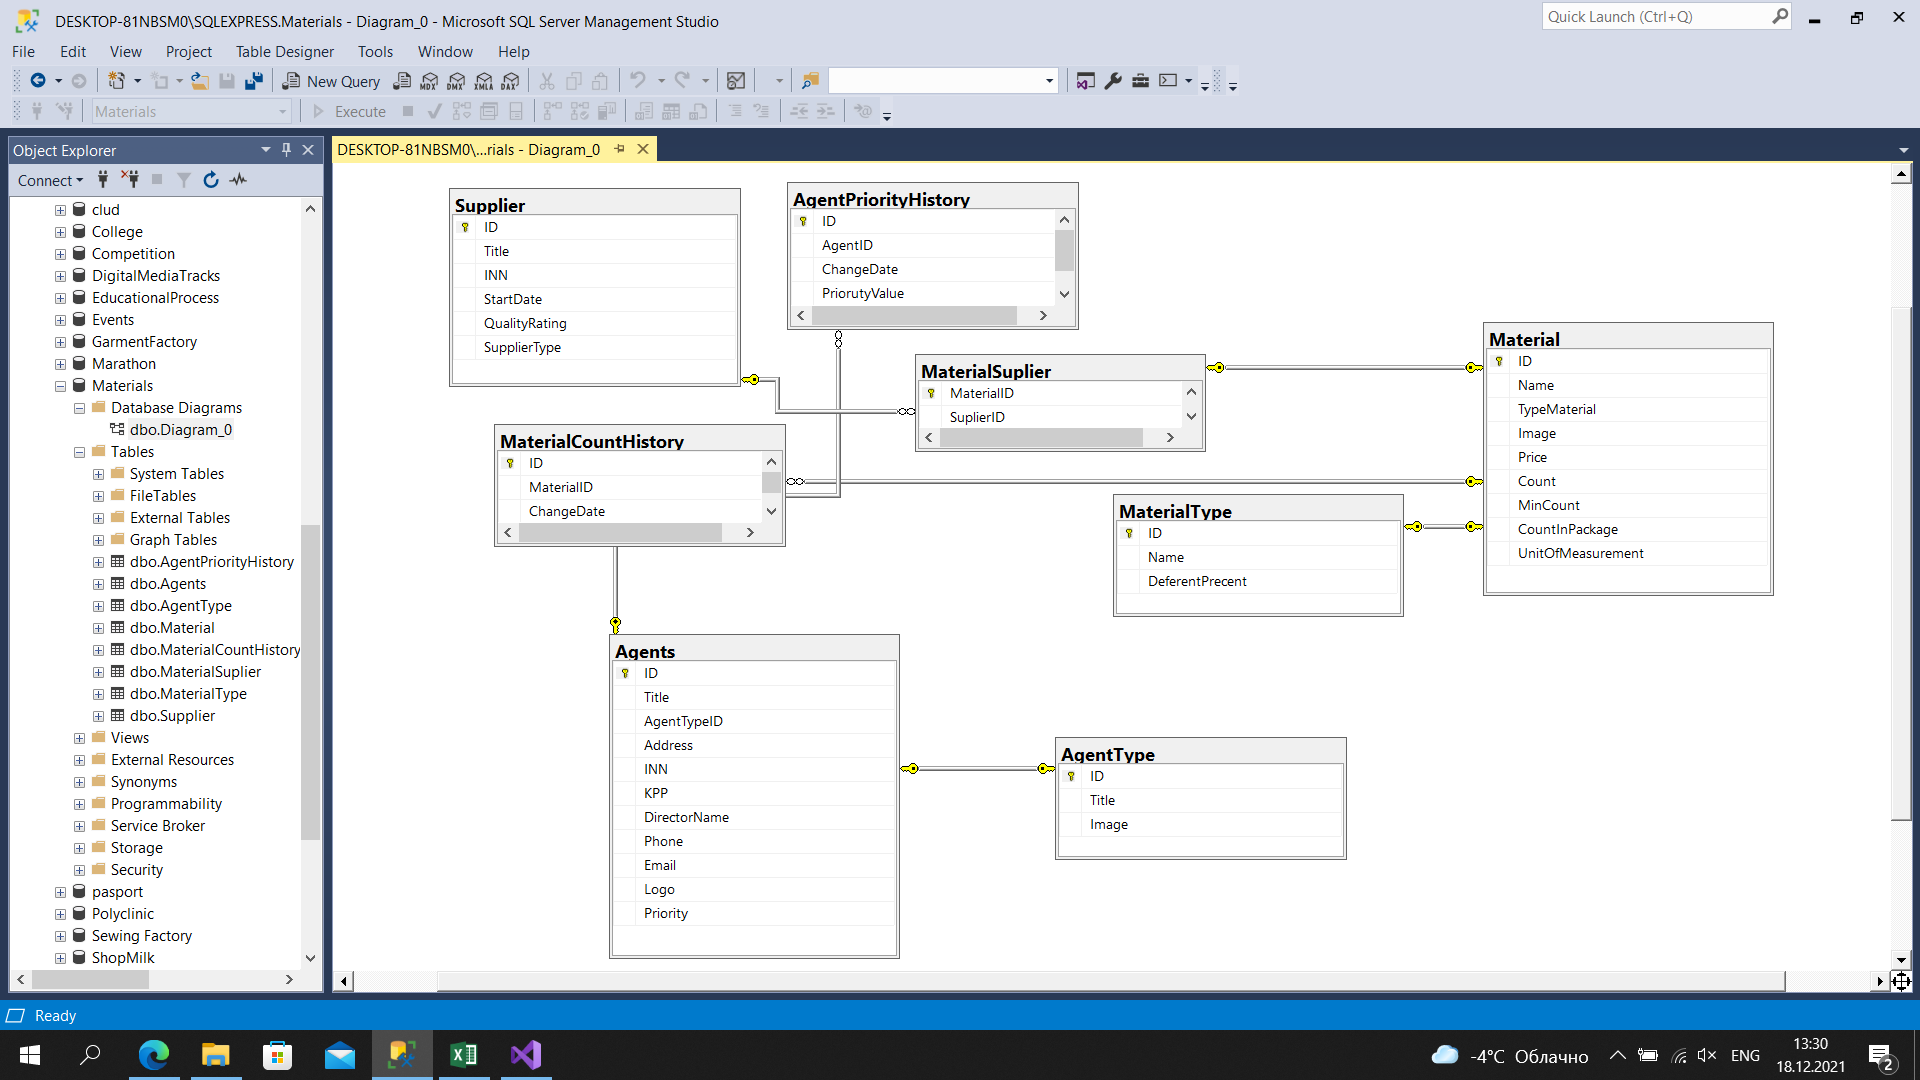 DESKTOP-81NBSM0\SQLEXPRESS.Materials - Diagram_0 - Microsoft SQL Server Management Studio
Quick Launch (Ctrl+Q)
File Edit View Project Table Designer Tools Window Help
New Query MDX DMX XMLA DAX
Materials Execute
Object Explorer
Connect
clud
College
Competition
DigitalMediaTracks
EducationalProcess
Events
GarmentFactory
Marathon
Materials
Database Diagrams
dbo.Diagram_0
Tables
System Tables
FileTables
External Tables
Graph Tables
dbo.AgentPriorityHistory
dbo.Agents
dbo.AgentType
dbo.Material
dbo.MaterialCountHistory
dbo.MaterialSuplier
dbo.MaterialType
dbo.Supplier
Views
External Resources
Synonyms
Programmability
Service Broker
Storage
Security
pasport
Polyclinic
Sewing Factory
ShopMilk
DESKTOP-81NBSM0\...rials - Diagram_0
Supplier
ID
Title
INN
StartDate
QualityRating
SupplierType
AgentPriorityHistory
ID
AgentID
ChangeDate
PriorutyValue
MaterialSuplier
MaterialID
SuplierID
Material
ID
Name
TypeMaterial
Image
Price
Count
MinCount
CountInPackage
UnitOfMeasurement
MaterialCountHistory
ID
MaterialID
ChangeDate
MaterialType
ID
Name
DeferentPrecent
Agents
ID
Title
AgentTypeID
Address
INN
KPP
DirectorName
Phone
Email
Logo
Priority
AgentType
ID
Title
Image
Ready
-4°C Облачно
ENG
13:30
18.12.2021
2